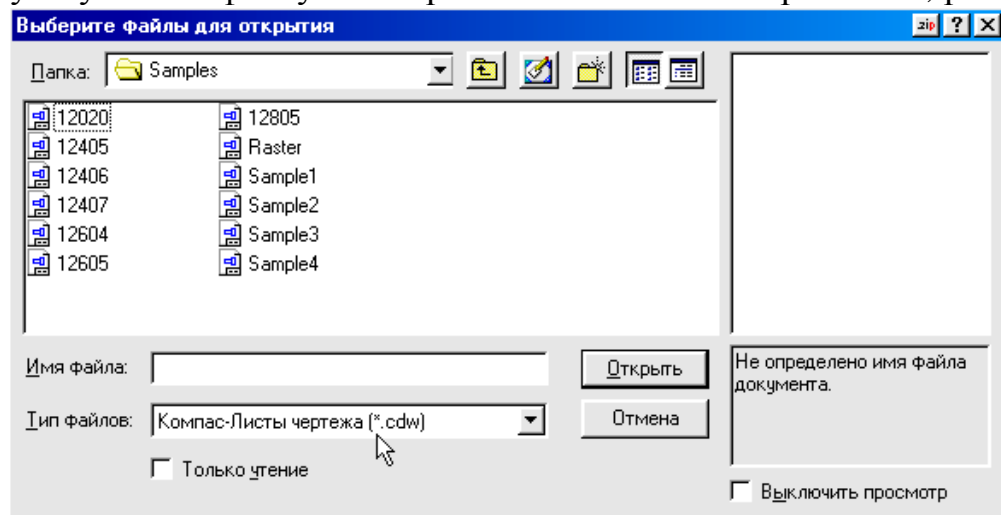 Выберите файлы для открытия
zip
Папка: Samples
12020 12805
12405 Raster
12406 Sample1
12407 Sample2
12604 Sample3
12605 Sample4
Имя файла: Открыть
Не определено имя файла документа.
Тип файлов: Компас-Листы чертежа (*.cdw) Отмена
Только чтение
Выключить просмотр